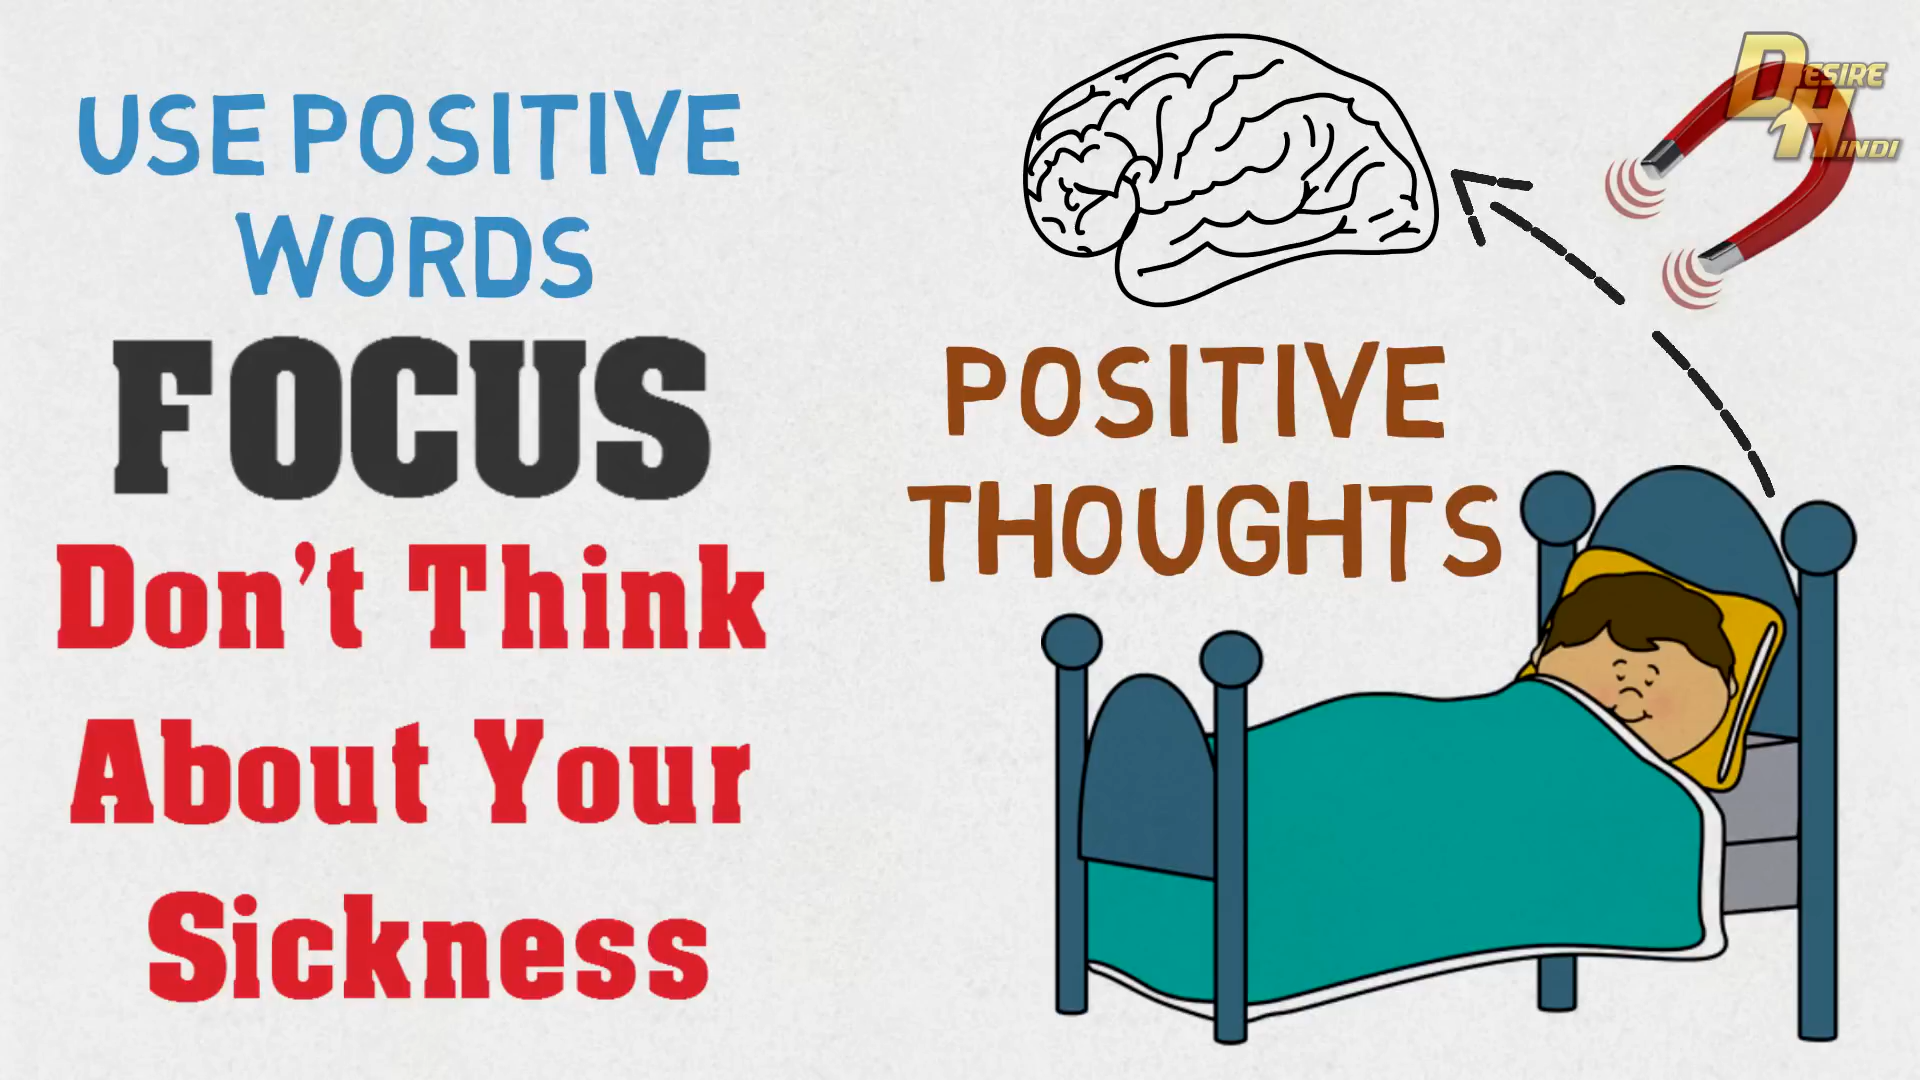 USE POSITIVE
WORDS
FOCUS
Don't Think
About Your
Sickness
POSITIVE
THOUGHTS
DESIRE
HINDI